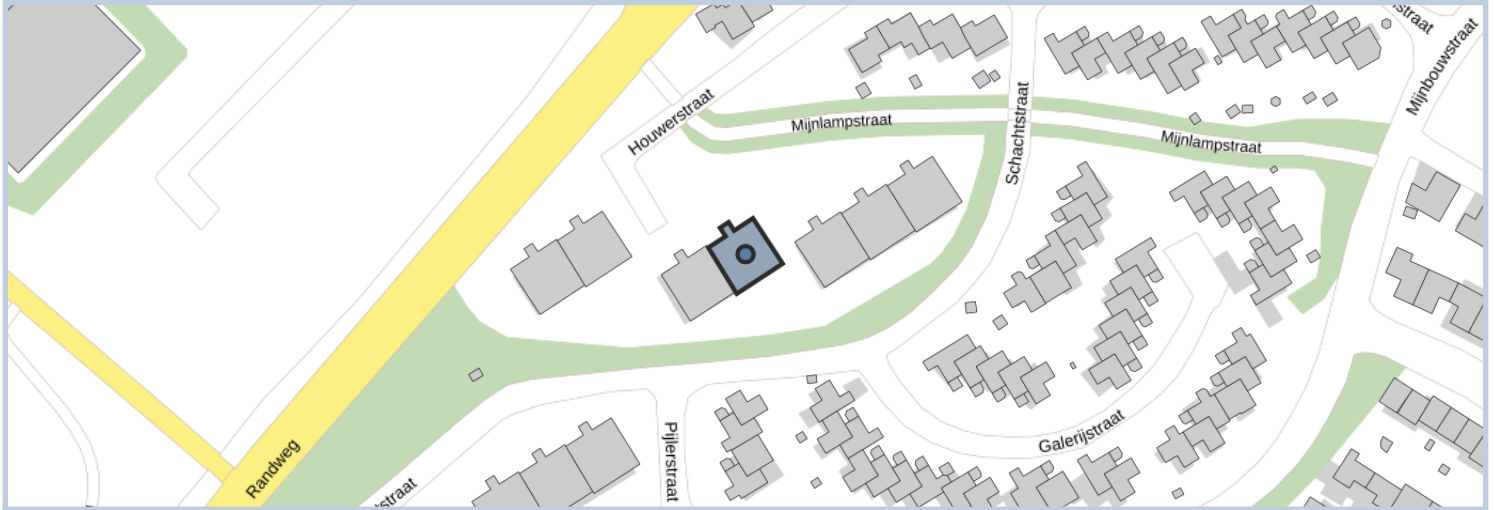 Mijnbouwstraat
Houwerstraat
Mijnlampstraat
Schachtstraat
Mijnlampstraat
Galerijstraat
Pijlerstraat
Randweg